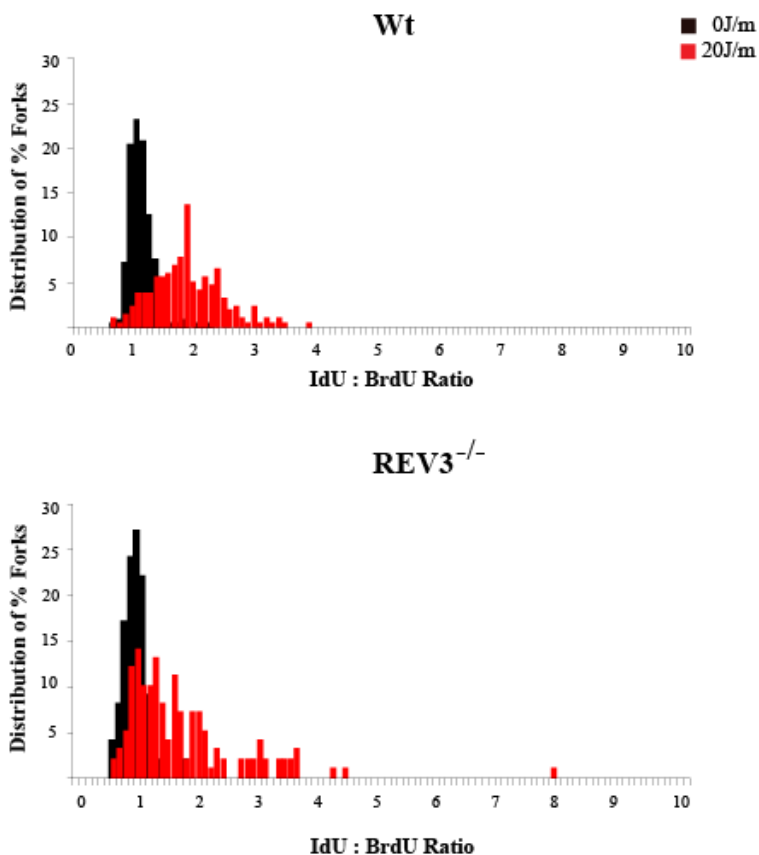 Wt
0J/m
20J/m
Distribution of % Forks
30
25
20
15
10
5
0 1 2 3 4 5 6 7 8 9 10
IdU : BrdU Ratio
REV3-/-
Distribution of % Forks
30
25
20
15
10
5
0 1 2 3 4 5 6 7 8 9 10
IdU : BrdU Ratio